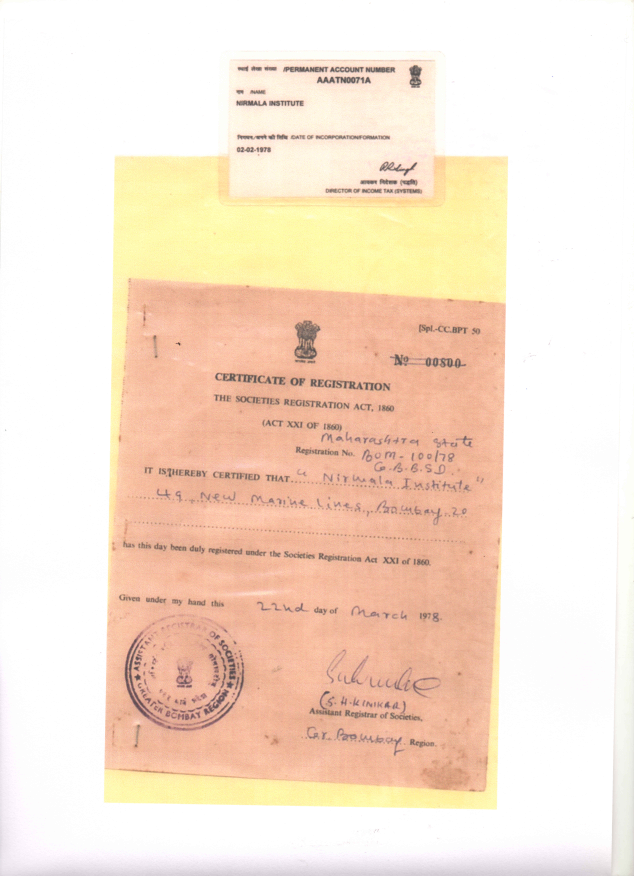 स्थाई लेखा संख्या /PERMANENT ACCOUNT NUMBER
AAATN0071A
नाम /NAME
NIRMALA INSTITUTE
निगमन/बनने की तिथि /DATE OF INCORPORATION/FORMATION
02-02-1978
आयकर निदेशक (पद्धति)
DIRECTOR OF INCOME TAX (SYSTEMS)
[Spl.-CC.BPT 50
No 00800
CERTIFICATE OF REGISTRATION
THE SOCIETIES REGISTRATION ACT, 1860
(ACT XXI OF 1860)
Maharashtra State
Registration No. BOM-100/78
G.B.B.S.D.
IT IS HEREBY CERTIFIED THAT "Nirmala Institute"
49, New Marine Lines, Bombay. 20
has this day been duly registered under the Societies Registration Act XXI of 1860.
Given under my hand this 22nd day of March 1978.
ASSISTANT REGISTRAR OF SOCIETIES
GREATER BOMBAY REGION
(S. H. KINIKAR)
Assistant Registrar of Societies,
Gr. Bombay Region.